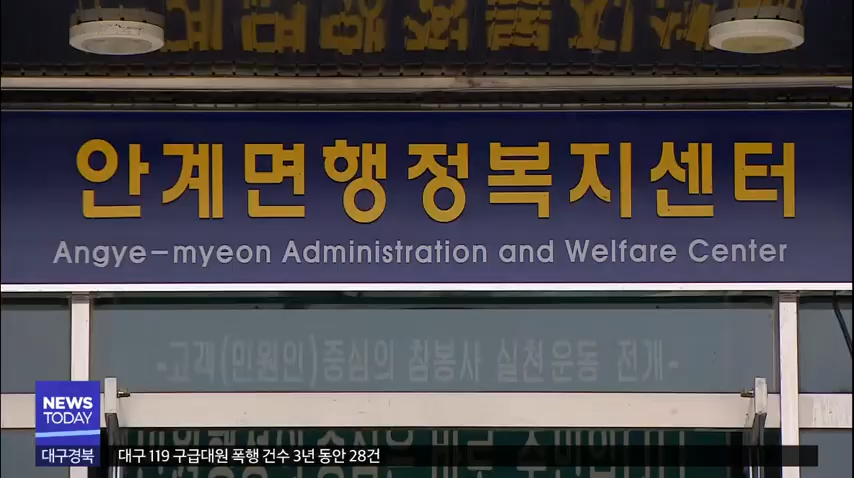 안계면행정복지센터
Angye-myeon Administration and Welfare Center
-고객(민원인)중심의 참봉사 실천운동 전개-
NEWS
TODAY
대구경북
대구 119 구급대원 폭행 건수 3년 동안 28건